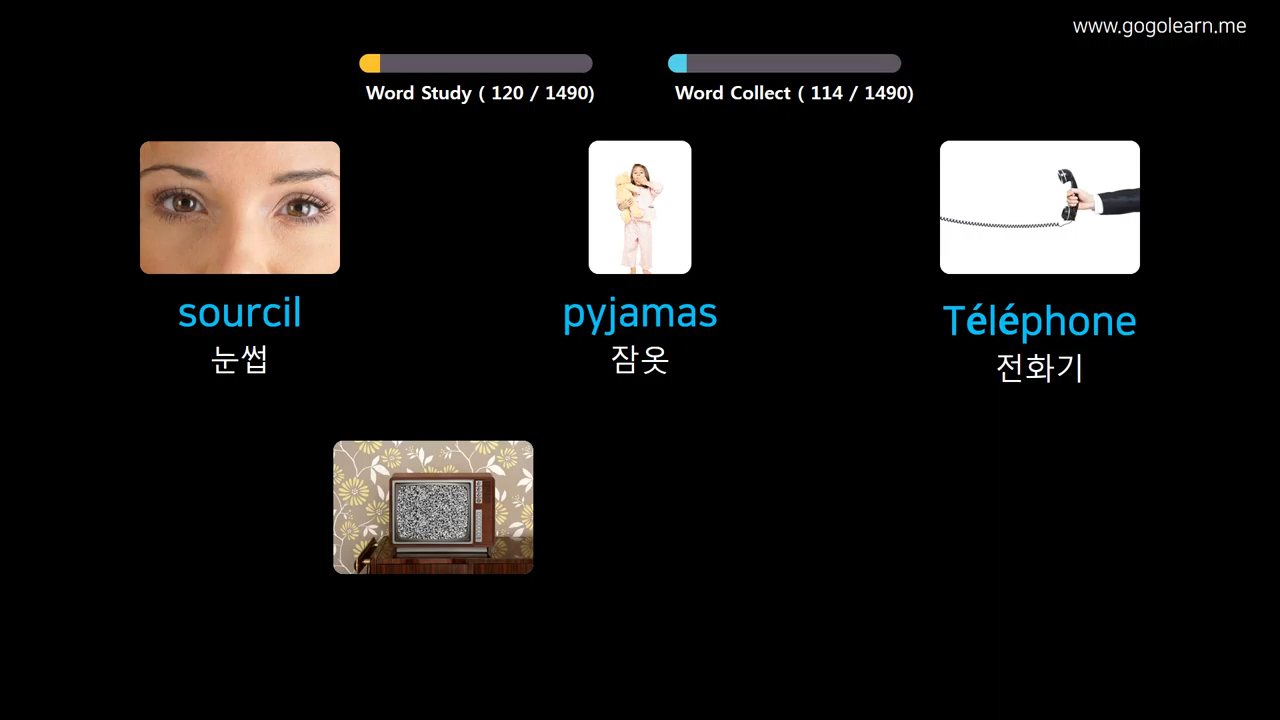 www.gogolearn.me
Word Study ( 120 / 1490)
Word Collect ( 114 / 1490)
sourcil
눈썹
pyjamas
잠옷
Téléphone
전화기